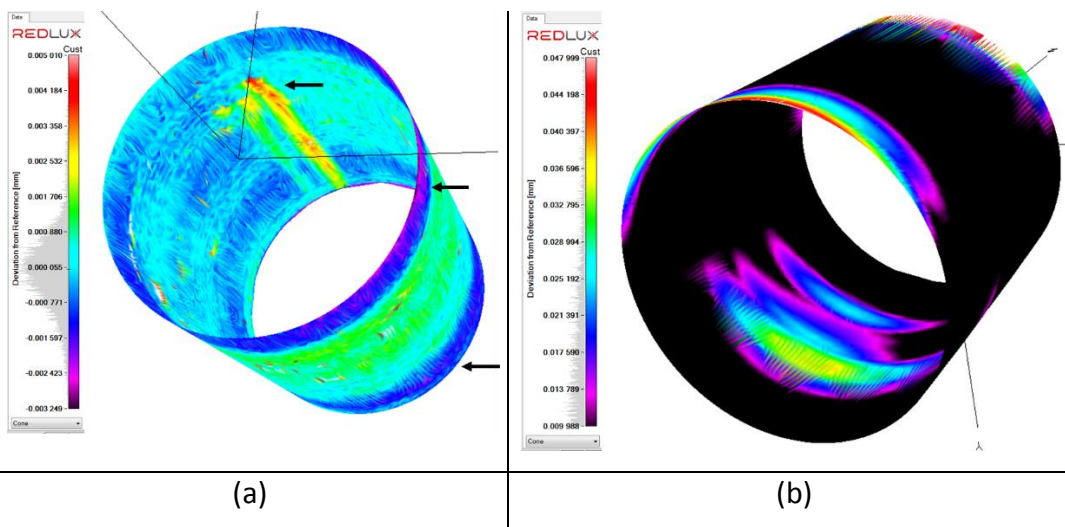 Data
REDLUX
Cust
0.005 010
0.004 184
0.003 358
0.002 532
0.001 706
0.000 880
0.000 055
-0.000 771
-0.001 597
-0.002 423
-0.003 249
Deviation from Reference [mm]
Cone
(a)
Data
REDLUX
Cust
0.047 999
0.044 198
0.040 397
0.036 596
0.032 795
0.028 994
0.025 192
0.021 391
0.017 590
0.013 789
0.009 988
Deviation from Reference [mm]
Cone
(b)